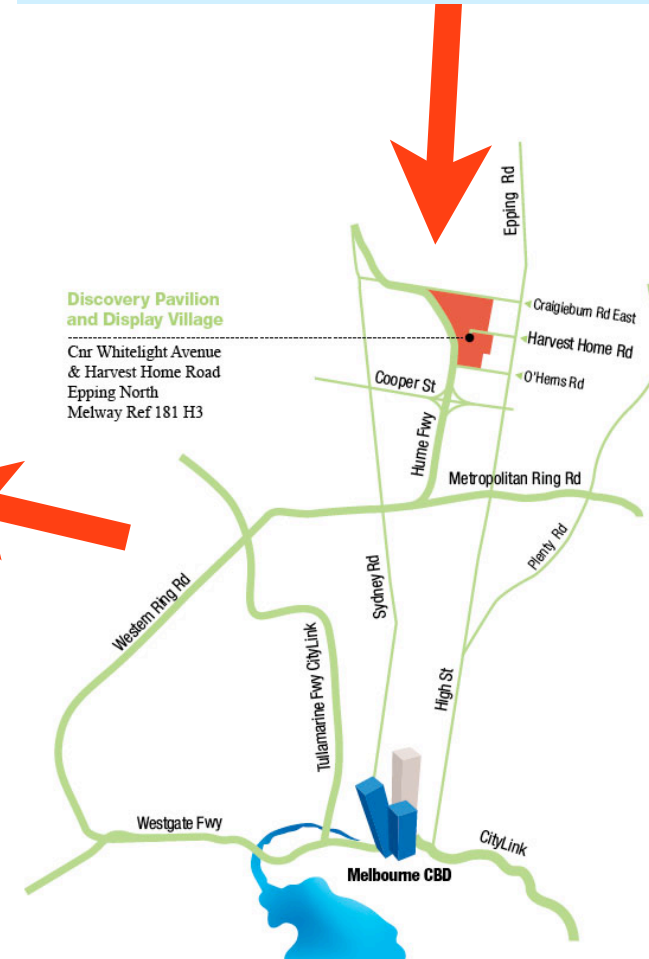 Epping Rd
Discovery Pavilion
and Display Village
Cnr Whitelight Avenue
& Harvest Home Road
Epping North
Melway Ref 181 H3
Craigieburn Rd East
Harvest Home Rd
O'Herns Rd
Cooper St
Hume Fwy
Metropolitan Ring Rd
Plenty Rd
Sydney Rd
Western Ring Rd
Tullamarine Fwy CityLink
High St
Westgate Fwy
CityLink
Melbourne CBD